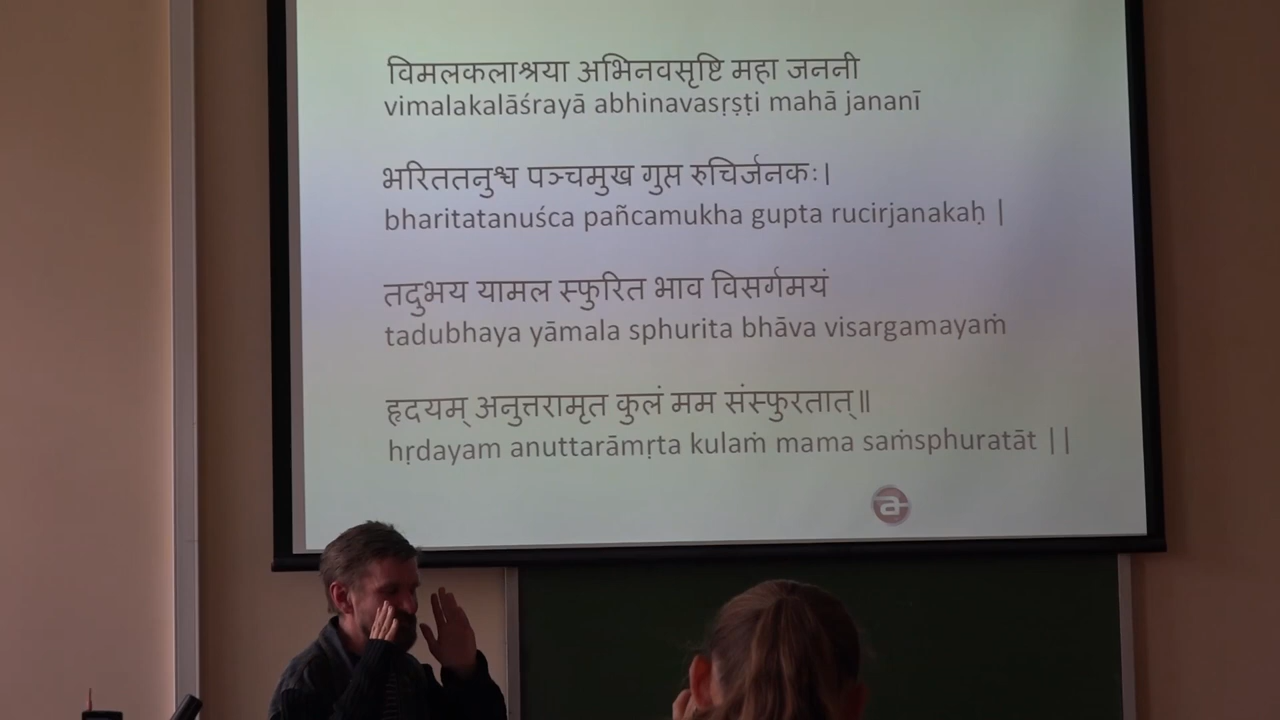 विमलकलाश्रया अभिनवसृष्टि महा जननी
vimalakalāśrayā abhinavasṛṣṭi mahā jananī
भरिततनुश्च पञ्चमुख गुप्त रुचिर्जनकः।
bharitatanuśca pañcamukha gupta rucirjanakaḥ |
तदुभय यामल स्फुरित भाव विसर्गमयं
tadubhaya yāmala sphurita bhāva visargamayaṁ
हृदयम् अनुत्तरामृत कुलं मम संस्फुरतात्॥
hṛdayam anuttarāmṛta kulaṁ mama saṁsphuratāt ||
a